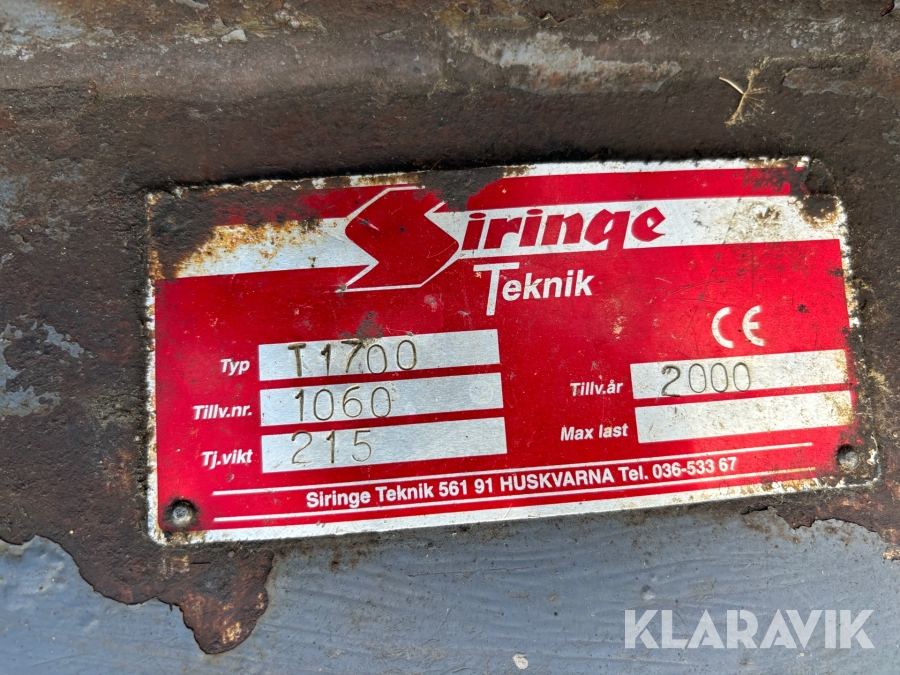 Siringe
Teknik
CE
Typ T1700
Tillv.nr. 1060
Tillv.år 2000
Tj.vikt 215
Max last
Siringe Teknik 561 91 HUSKVARNA Tel. 036-533 67
KLARAVIK